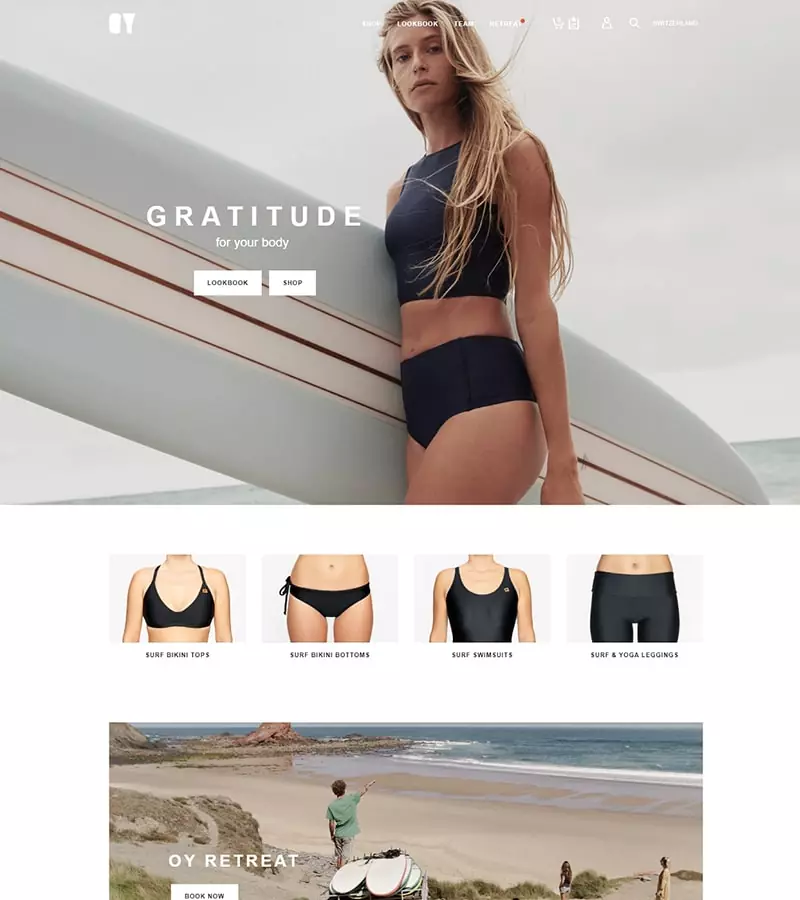 OY
SHOP LOOKBOOK TEAM RETREAT SWITZERLAND
GRATITUDE
for your body
LOOKBOOK SHOP
SURF BIKINI TOPS SURF BIKINI BOTTOMS SURF SWIMSUITS SURF & YOGA LEGGINGS
OY RETREAT
BOOK NOW